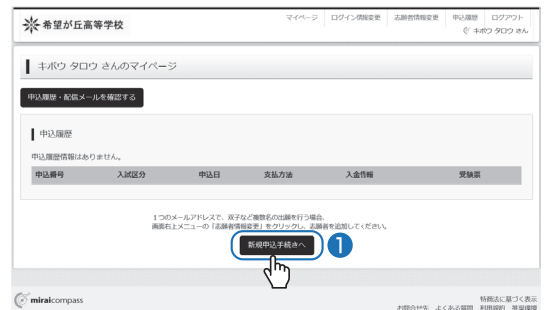 希望が丘高等学校
マイページ ログイン情報変更 志願者情報変更 申込履歴 ログアウト
キボウ タロウ さん
キボウ タロウ さんのマイページ
申込履歴・配信メールを確認する
申込履歴
申込履歴情報はありません。
申込番号 入試区分 申込日 支払方法 入金情報 受験票
1つのメールアドレスで、双子など複数名の出願を行う場合、
画面右上メニューの「志願者情報変更」をクリックし、志願者を追加してください。
新規申込手続きへ 1
miraicompass
特商法に基づく表示
お問合せ先 よくある質問 利用規約 推奨環境